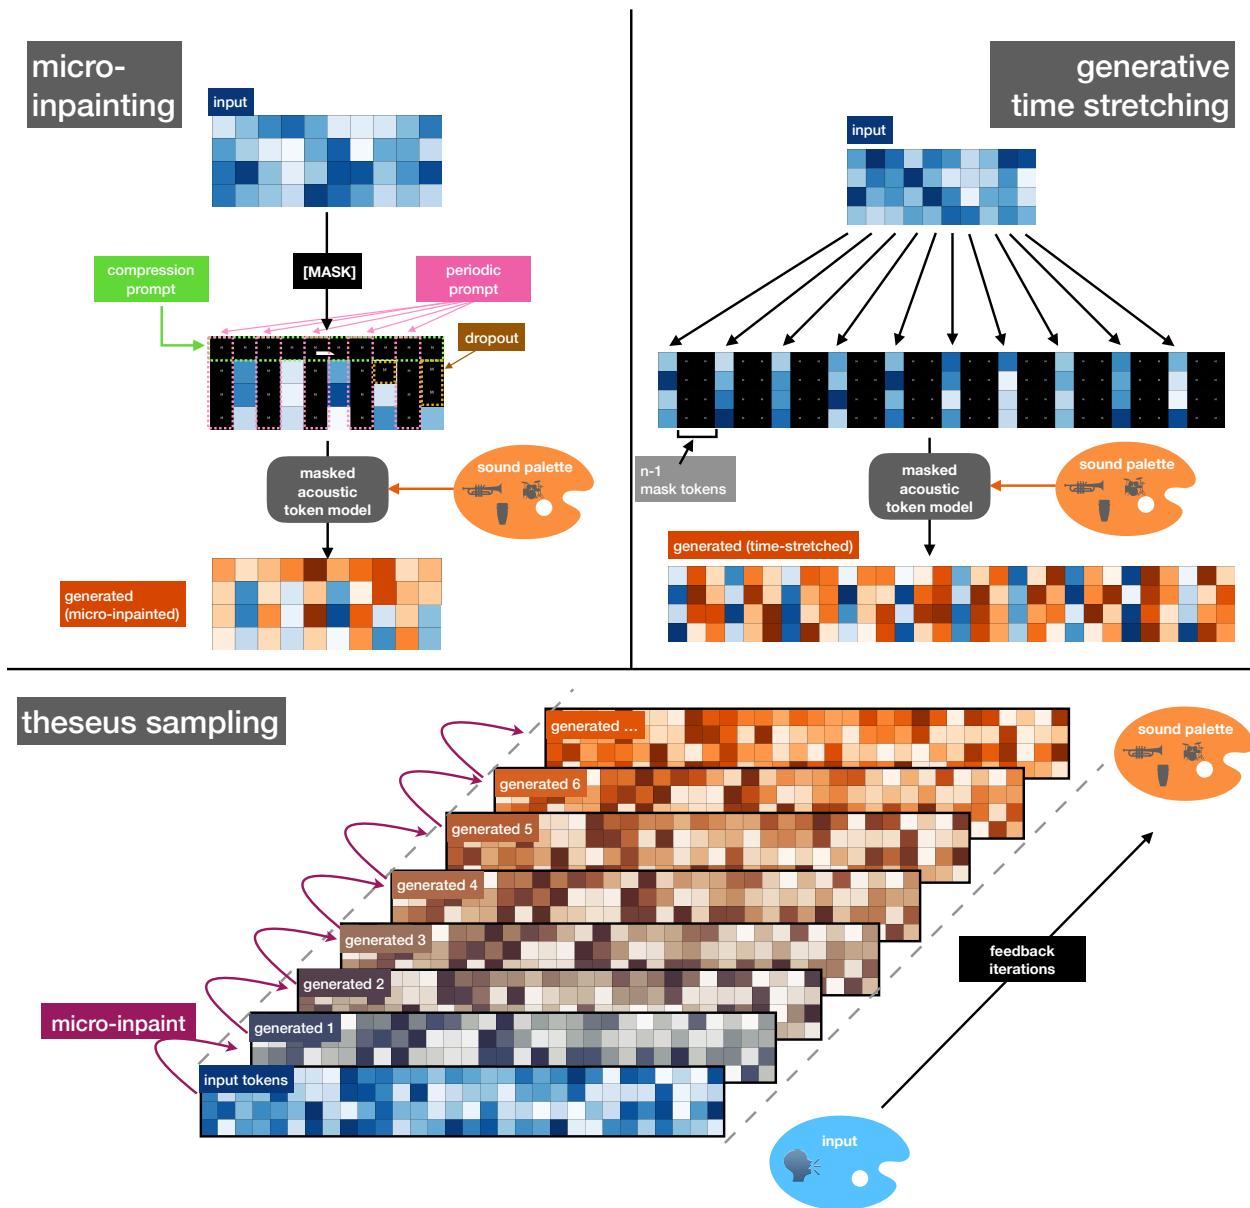 micro-
inpainting
input
[MASK]
compression
prompt
periodic
prompt
dropout
masked
acoustic
token model
sound palette
generated
(micro-inpainted)
generative
time stretching
input
n-1
mask tokens
masked
acoustic
token model
sound palette
generated (time-stretched)
theseus sampling
generated ...
generated 6
generated 5
generated 4
generated 3
generated 2
generated 1
input tokens
micro-inpaint
sound palette
feedback
iterations
input